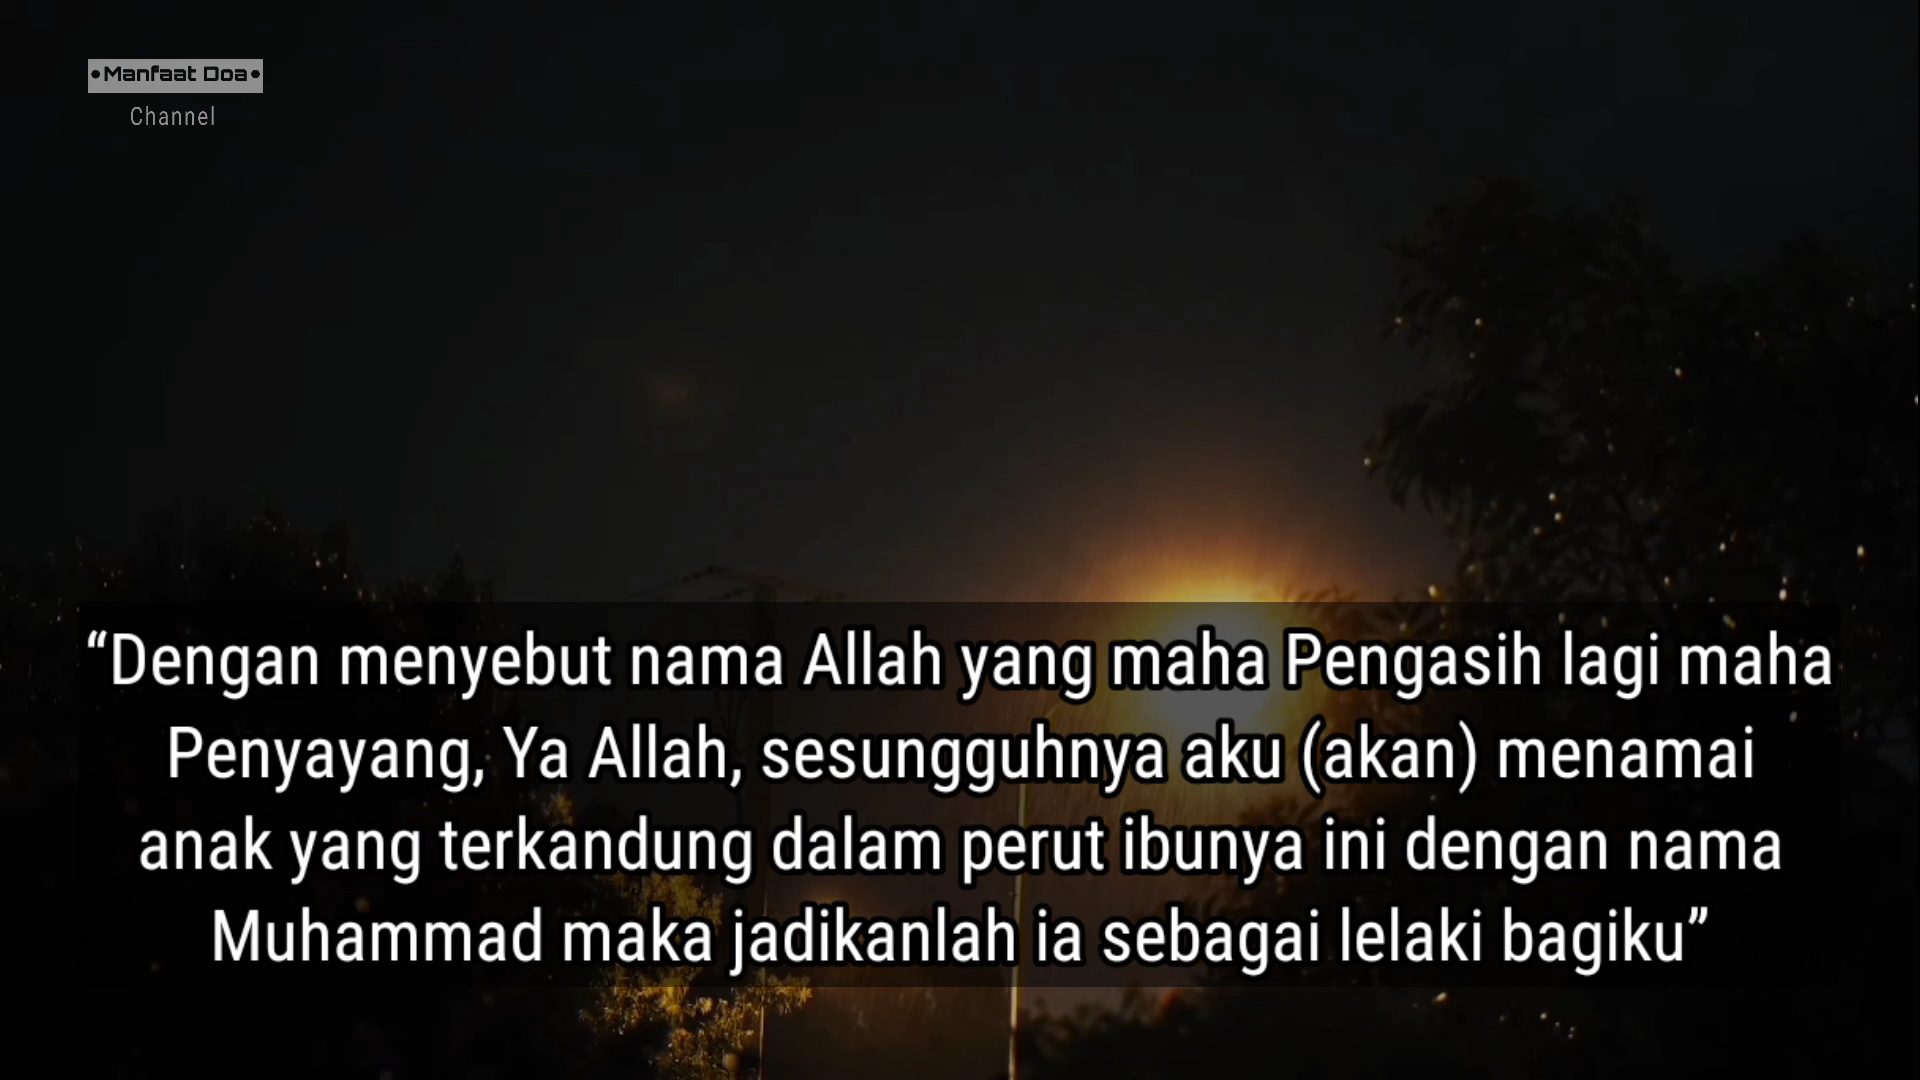 •Manfaat Doa•
Channel
“Dengan menyebut nama Allah yang maha Pengasih lagi maha
Penyayang, Ya Allah, sesungguhnya aku (akan) menamai
anak yang terkandung dalam perut ibunya ini dengan nama
Muhammad maka jadikanlah ia sebagai lelaki bagiku”